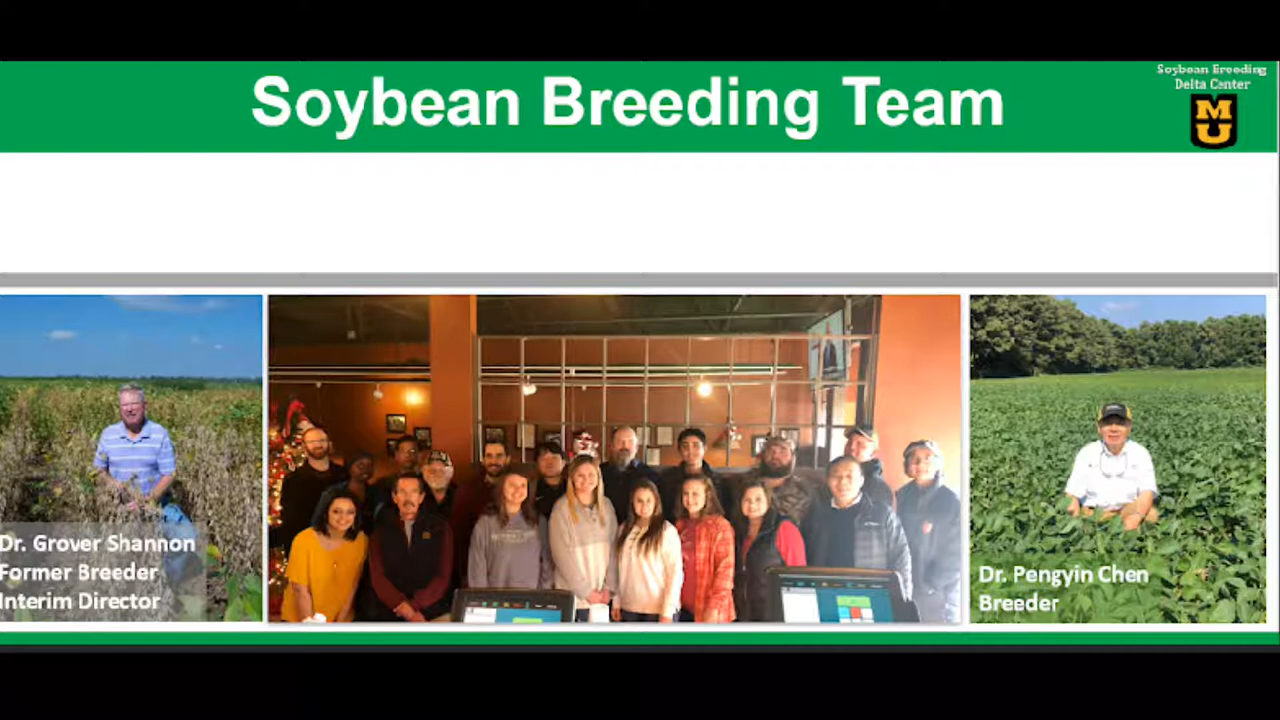 Soybean Breeding Team
Soybean Breeding
Delta Center
MU
Dr. Grover Shannon
Former Breeder
Interim Director
Dr. Pengyin Chen
Breeder